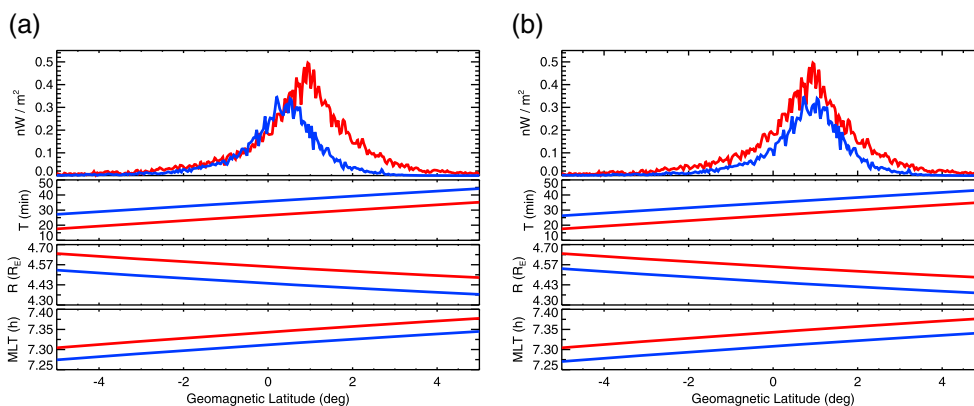 (a)
(b)
0.5
0.4
0.3
0.2
0.1
0.0
nW / m²
50
40
30
20
10
T (min)
4.70
4.57
4.43
4.30
R (RE)
7.40
7.35
7.30
7.25
MLT (h)
-4 -2 0 2 4
Geomagnetic Latitude (deg)
0.5
0.4
0.3
0.2
0.1
0.0
nW / m²
50
40
30
20
10
T (min)
4.70
4.57
4.43
4.30
R (RE)
7.40
7.35
7.30
7.25
MLT (h)
-4 -2 0 2 4
Geomagnetic Latitude (deg)